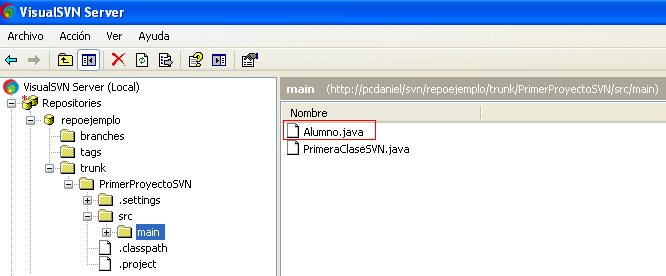 VisualSVN Server
Archivo Acción Ver Ayuda
VisualSVN Server (Local)
Repositories
repoejemplo
branches
tags
trunk
PrimerProyectoSVN
.settings
src
main
.classpath
.project
main (http://pcdaniel/svn/repoejemplo/trunk/PrimerProyectoSVN/src/main)
Nombre
Alumno.java
PrimeraClaseSVN.java